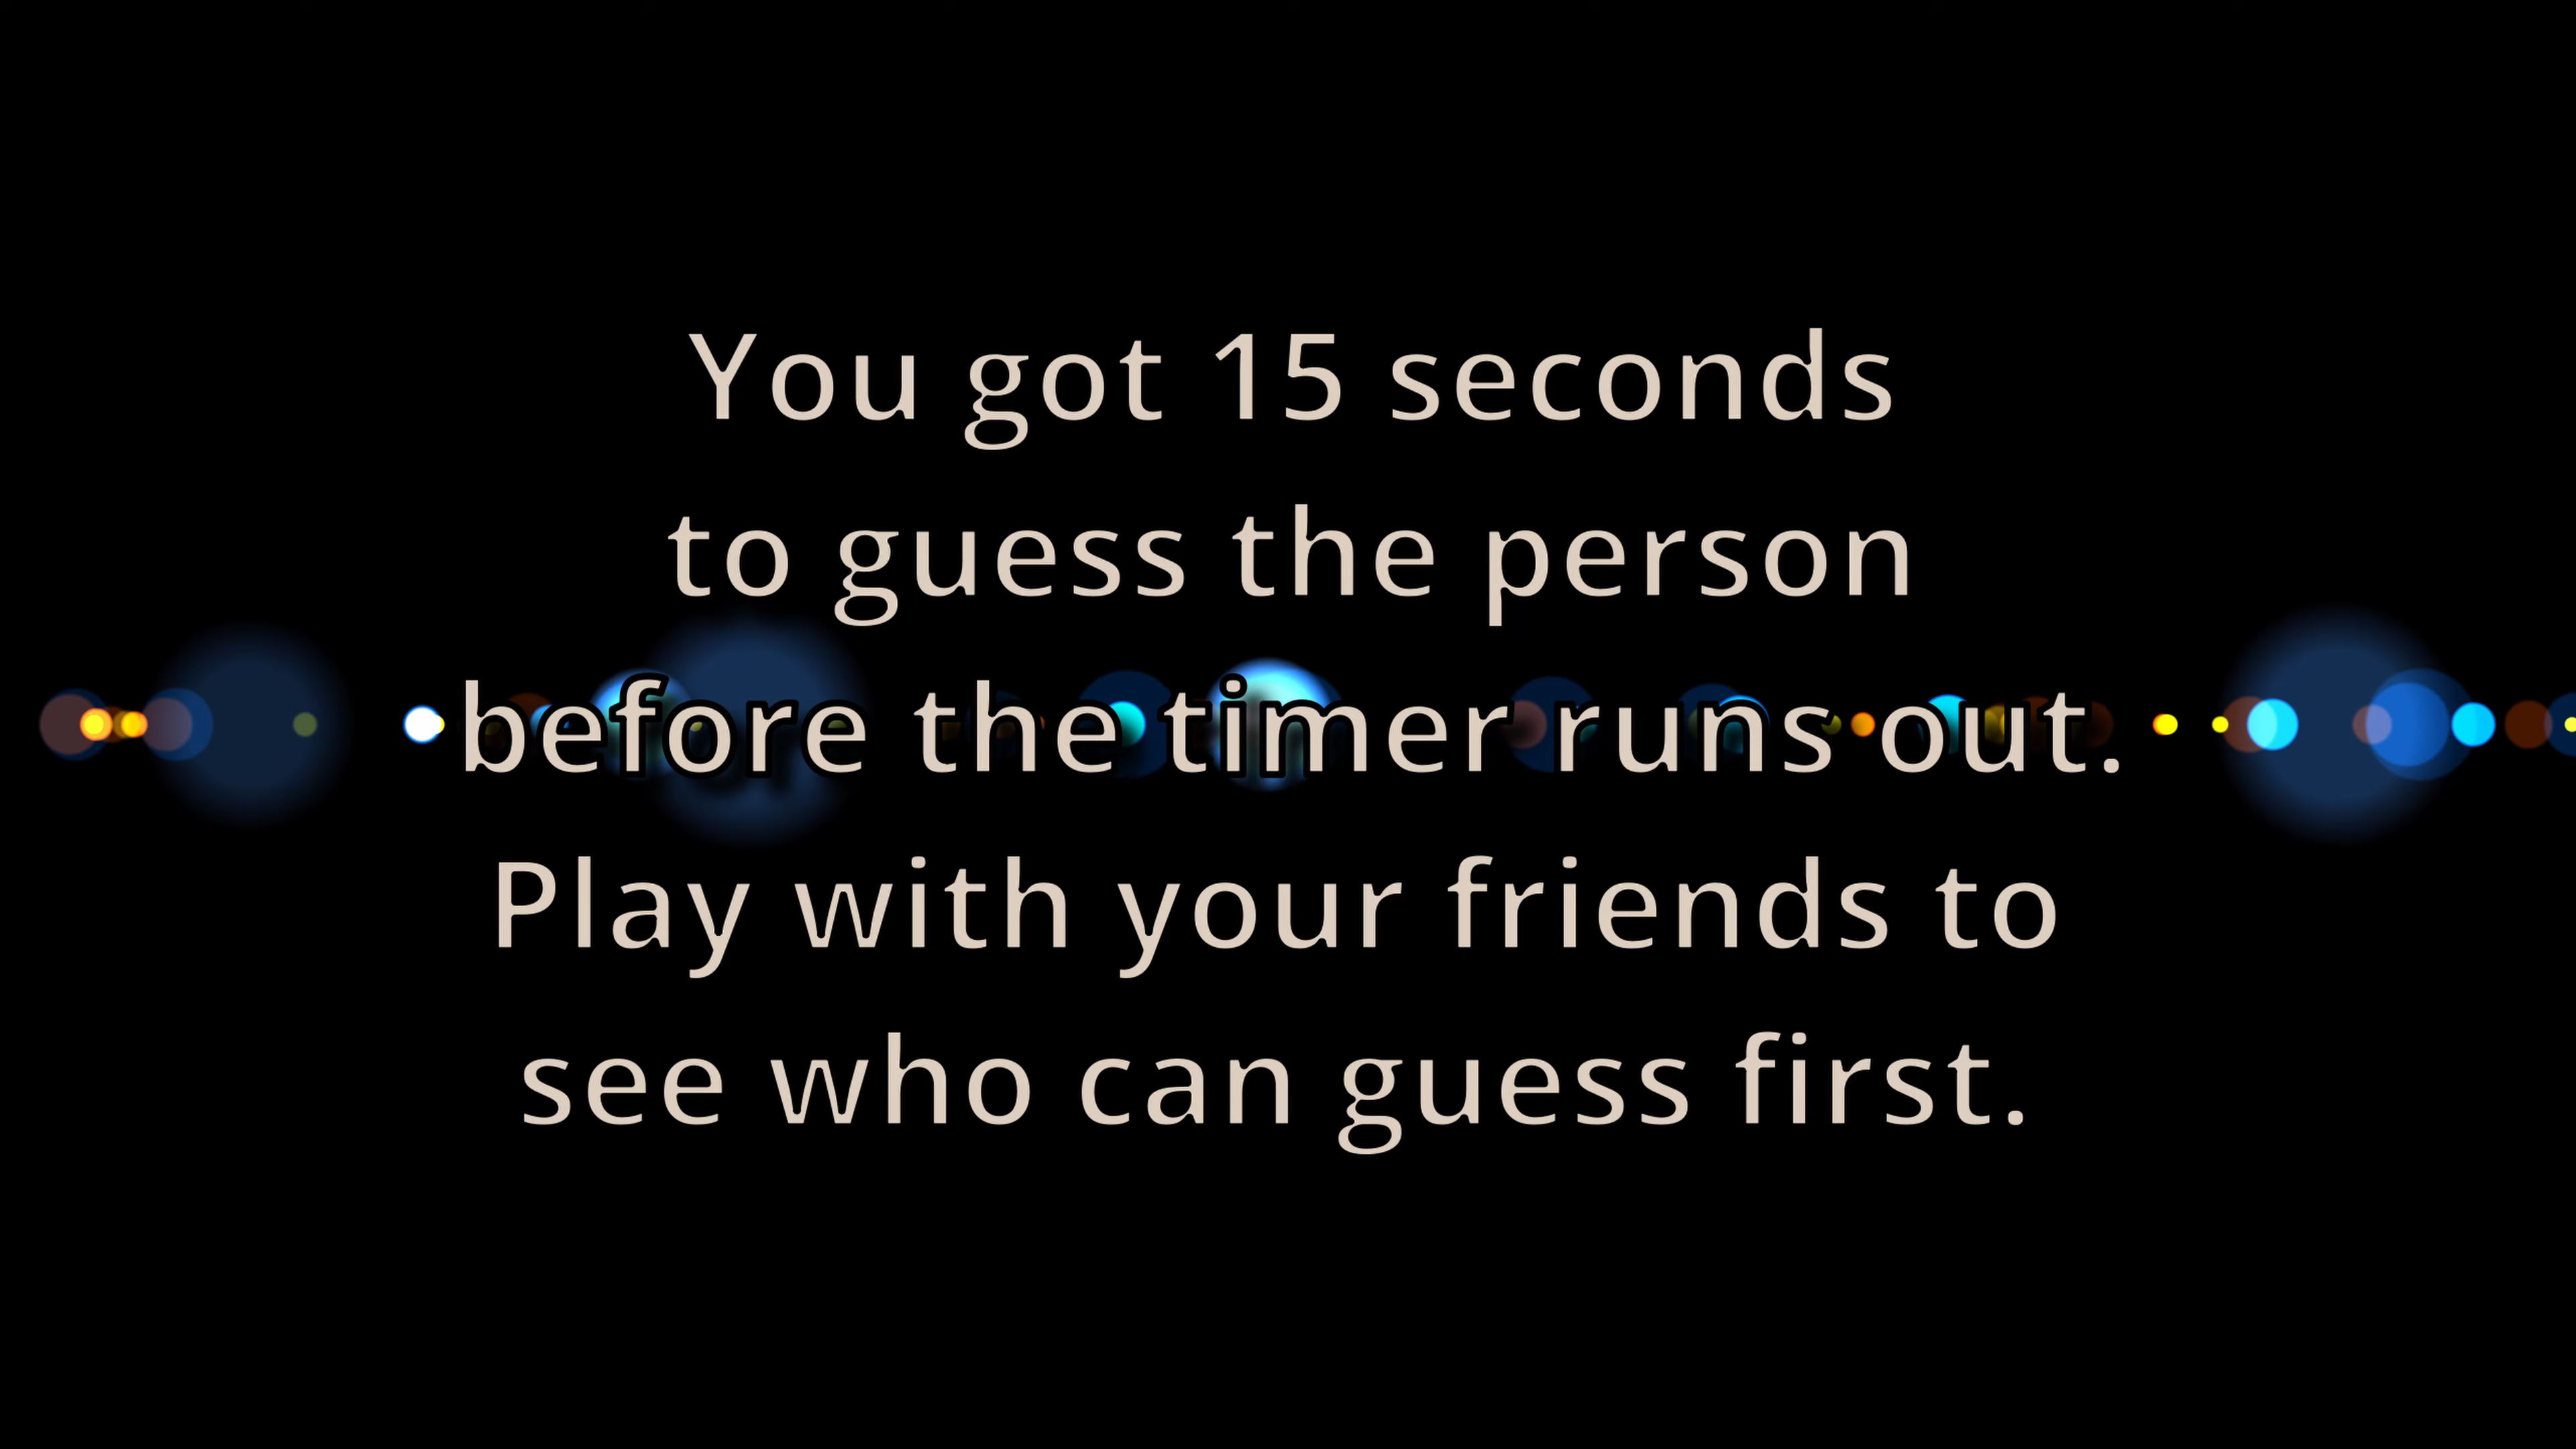 You got 15 seconds
to guess the person
before the timer runs out.
Play with your friends to
see who can guess first.